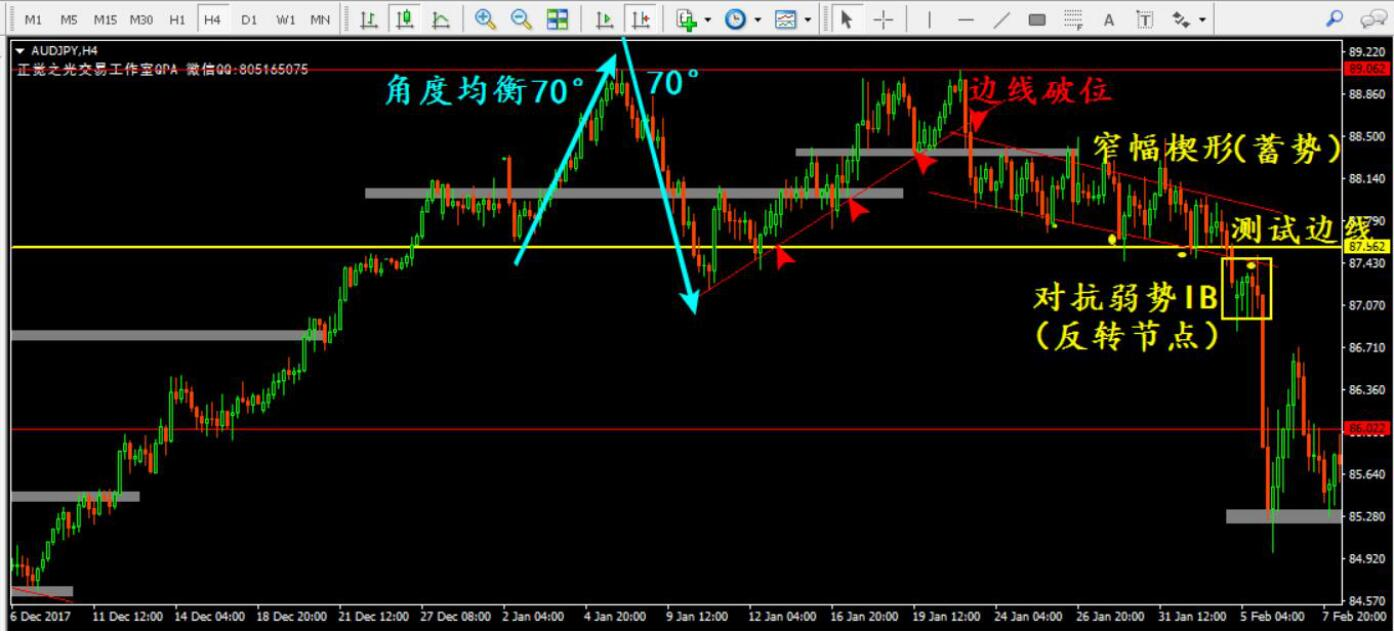 M1 M5 M15 M30 H1 H4 D1 W1 MN
AUDJPY,H4
正觉之光交易工作室QPA 微信QQ:805165075
角度均衡70°
70°
边线破位
窄幅楔形(蓄势)
测试边线
对抗弱势IB
(反转节点)
89.220
89.062
88.860
88.500
88.140
87.790
87.562
87.430
87.070
86.710
86.360
86.022
85.640
85.280
84.920
84.570
6 Dec 2017 11 Dec 12:00 14 Dec 04:00 18 Dec 20:00 21 Dec 12:00 27 Dec 08:00 2 Jan 04:00 4 Jan 20:00 9 Jan 12:00 12 Jan 04:00 16 Jan 20:00 19 Jan 12:00 24 Jan 04:00 26 Jan 20:00 31 Jan 12:00 5 Feb 04:00 7 Feb 20:00